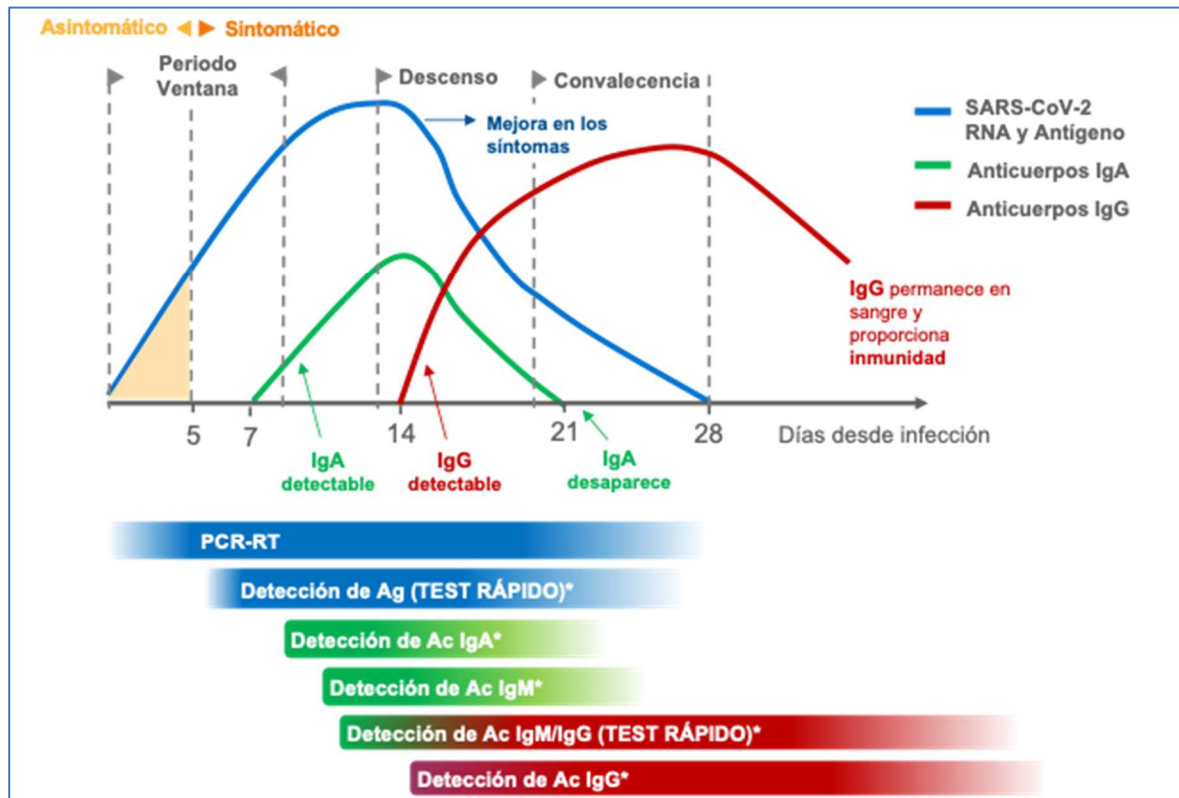 Asintomático Sintomático
Periodo
Ventana
Descenso
Convalecencia
Mejora en los
síntomas
SARS-CoV-2
RNA y Antígeno
Anticuerpos IgA
Anticuerpos IgG
IgG permanece en
sangre y
proporciona
inmunidad
5 7 14 21 28 Días desde infección
IgA
detectable
IgG
detectable
IgA
desaparece
PCR-RT
Detección de Ag (TEST RÁPIDO)*
Detección de Ac IgA*
Detección de Ac IgM*
Detección de Ac IgM/IgG (TEST RÁPIDO)*
Detección de Ac IgG*